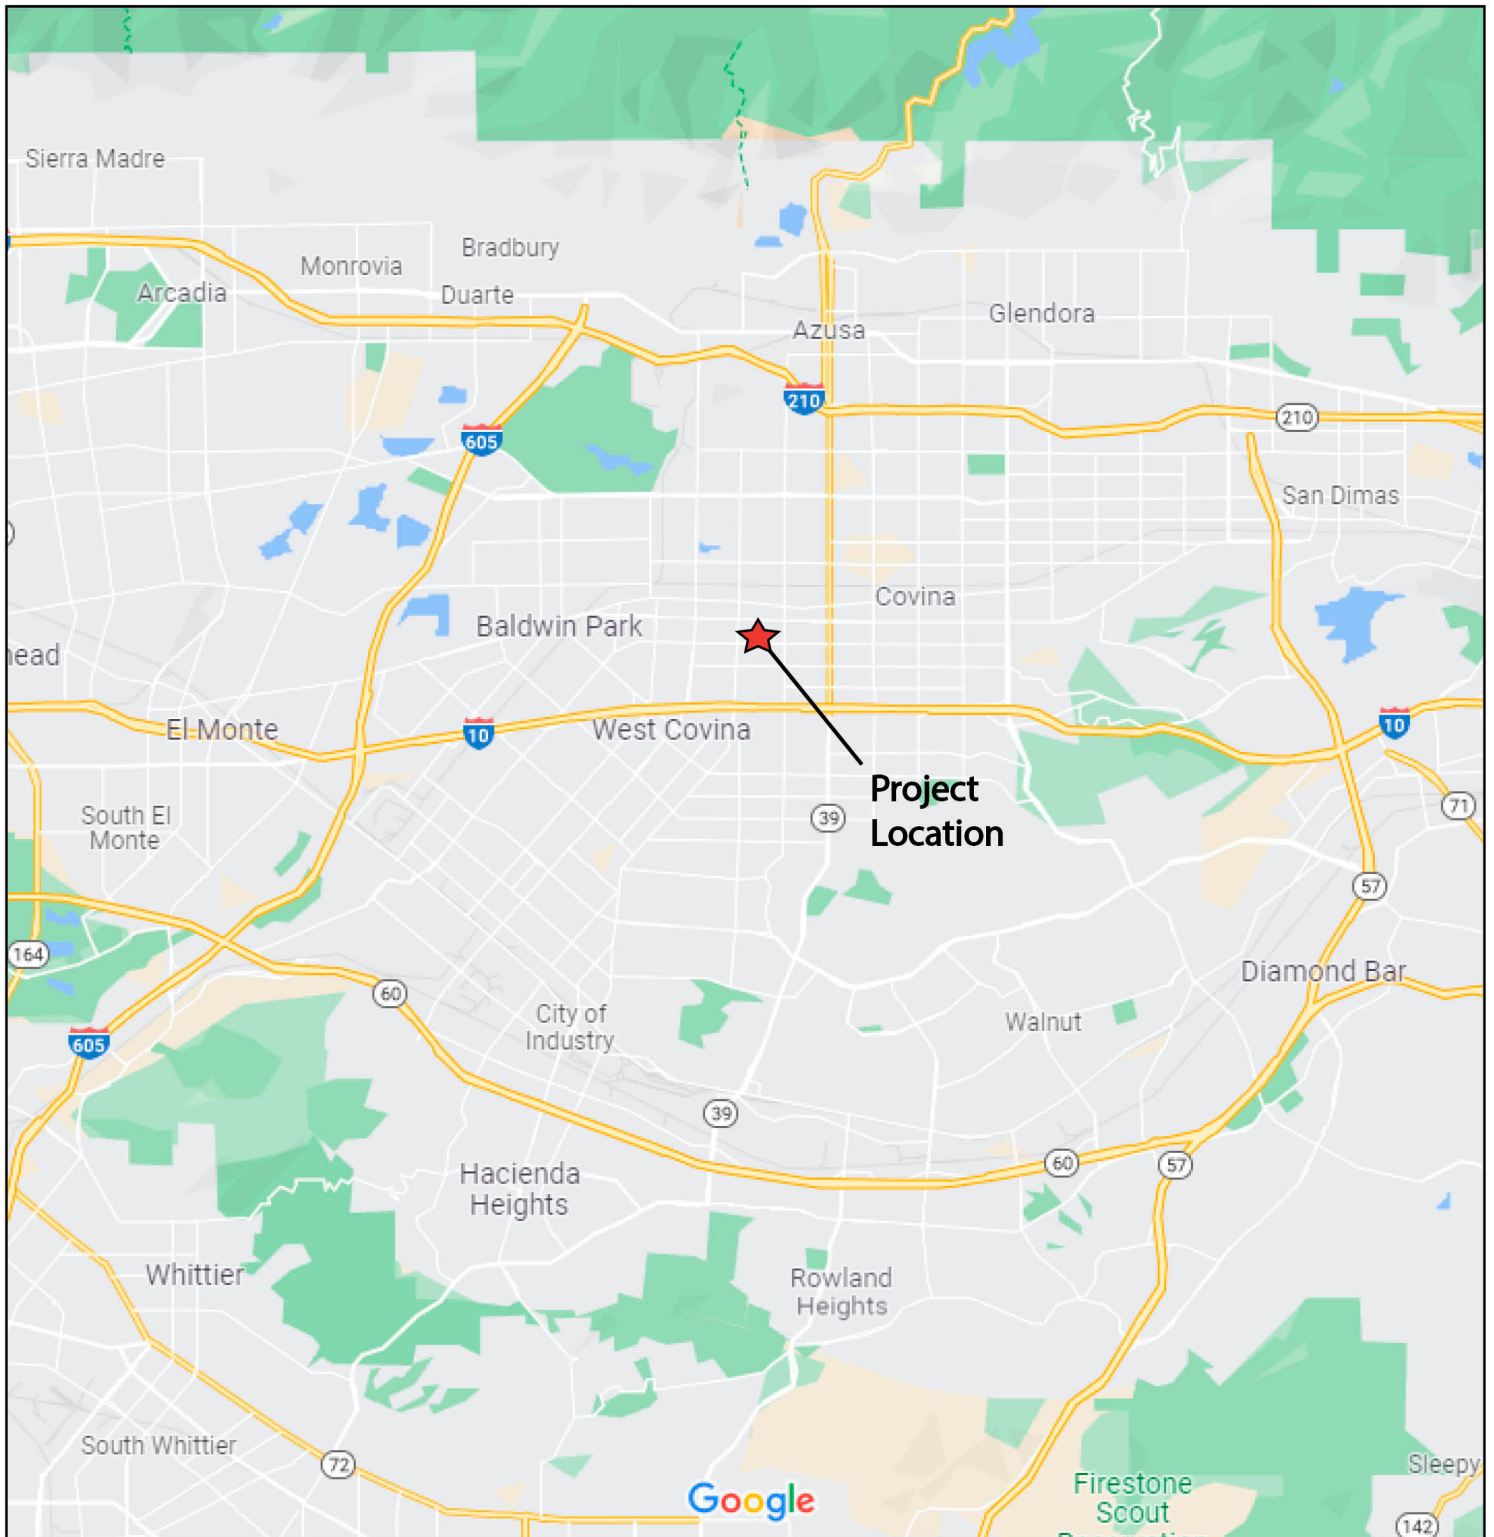 Sierra Madre
Bradbury
Monrovia
Arcadia
Duarte
Glendora
Azusa
210
210
605
San Dimas
Covina
Baldwin Park
ead
10
El Monte
10
West Covina
Project
Location
71
South El
Monte
39
57
164
Diamond Bar
60
City of
Industry
Walnut
605
39
60
57
Hacienda
Heights
Whittier
Rowland
Heights
South Whittier
72
Sleepy
Google
Firestone
Scout
142